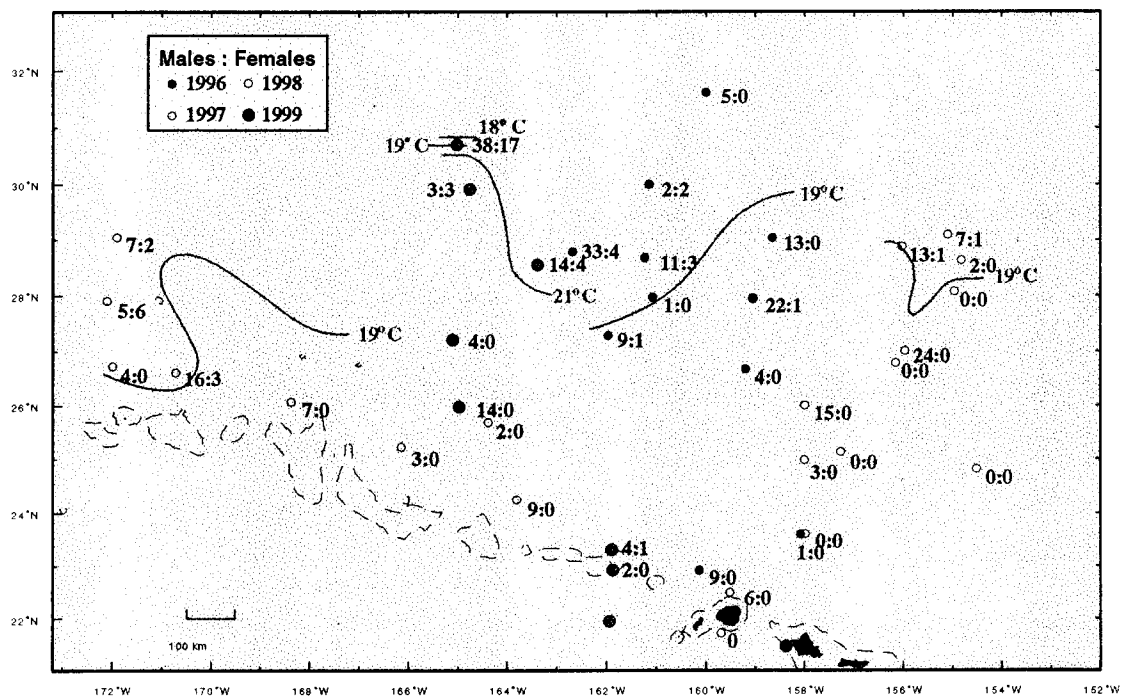 Males : Females
1996 1998
1997 1999
32°N
5:0
18° C
19° C 38:17
30°N
3:3
2:2
19°C
7:2
33:4
14:4
11:3
13:0
13:1
7:1
2:0
19°C
28°N
5:6
21°C
1:0
22:1
0:0
19°C
4:0
9:1
24:0
0:0
4:0
16:3
4:0
26°N
7:0
14:0
2:0
15:0
3:0
3:0
0:0
0:0
24°N
9:0
4:1
0:0
1:0
2:0
9:0
6:0
22°N
0
100 km
172°W 170°W 168°W 166°W 164°W 162°W 160°W 158°W 156°W 154°W 152°W